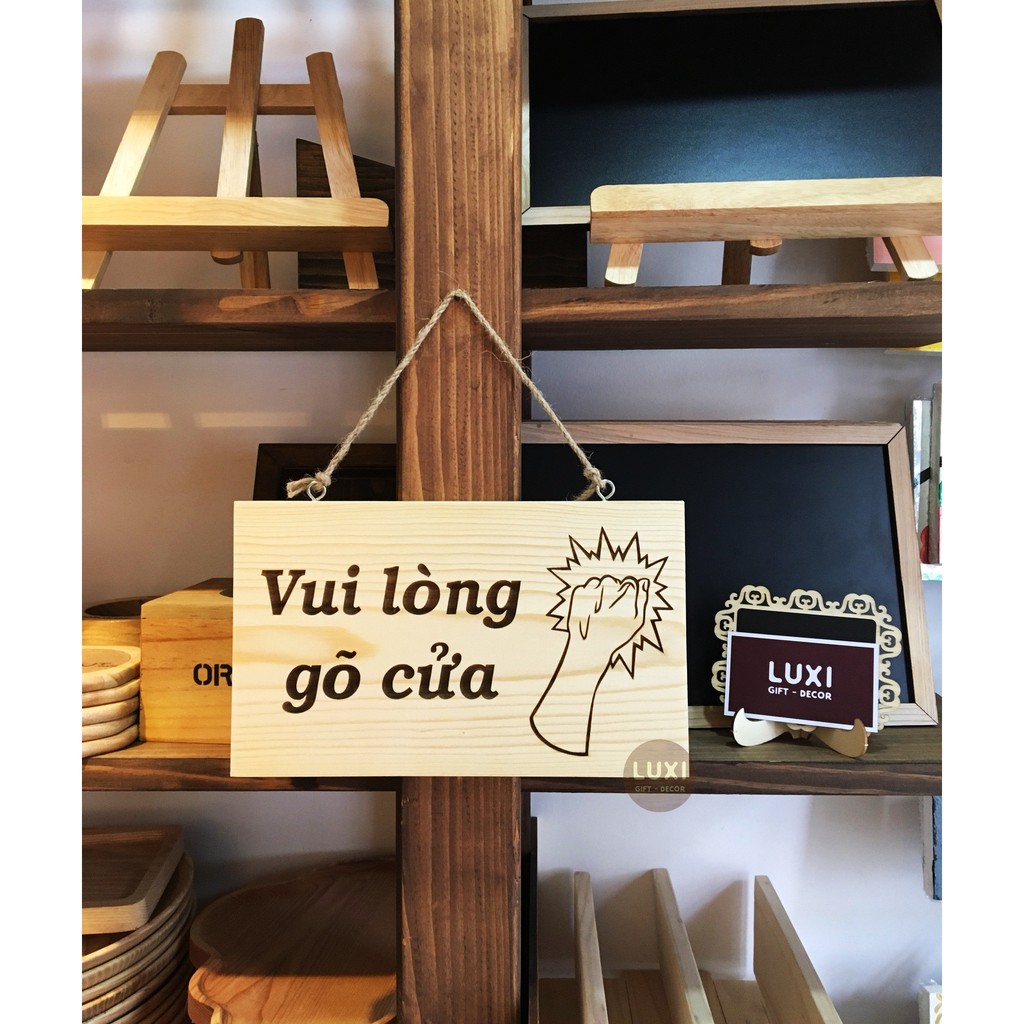 Vui lòng
gõ cửa
OR
LUXI
GIFT - DECOR
LUXI
GIFT - DECOR